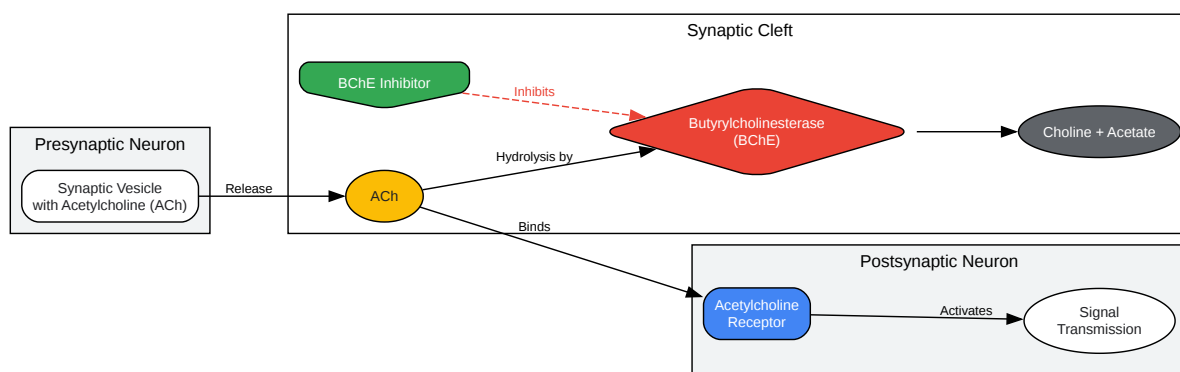 Synaptic Cleft
BChE Inhibitor
Inhibits
Butyrylcholinesterase
(BChE)
Choline + Acetate
Presynaptic Neuron
Synaptic Vesicle
with Acetylcholine (ACh)
Release
ACh
Hydrolysis by
Binds
Postsynaptic Neuron
Acetylcholine
Receptor
Activates
Signal
Transmission